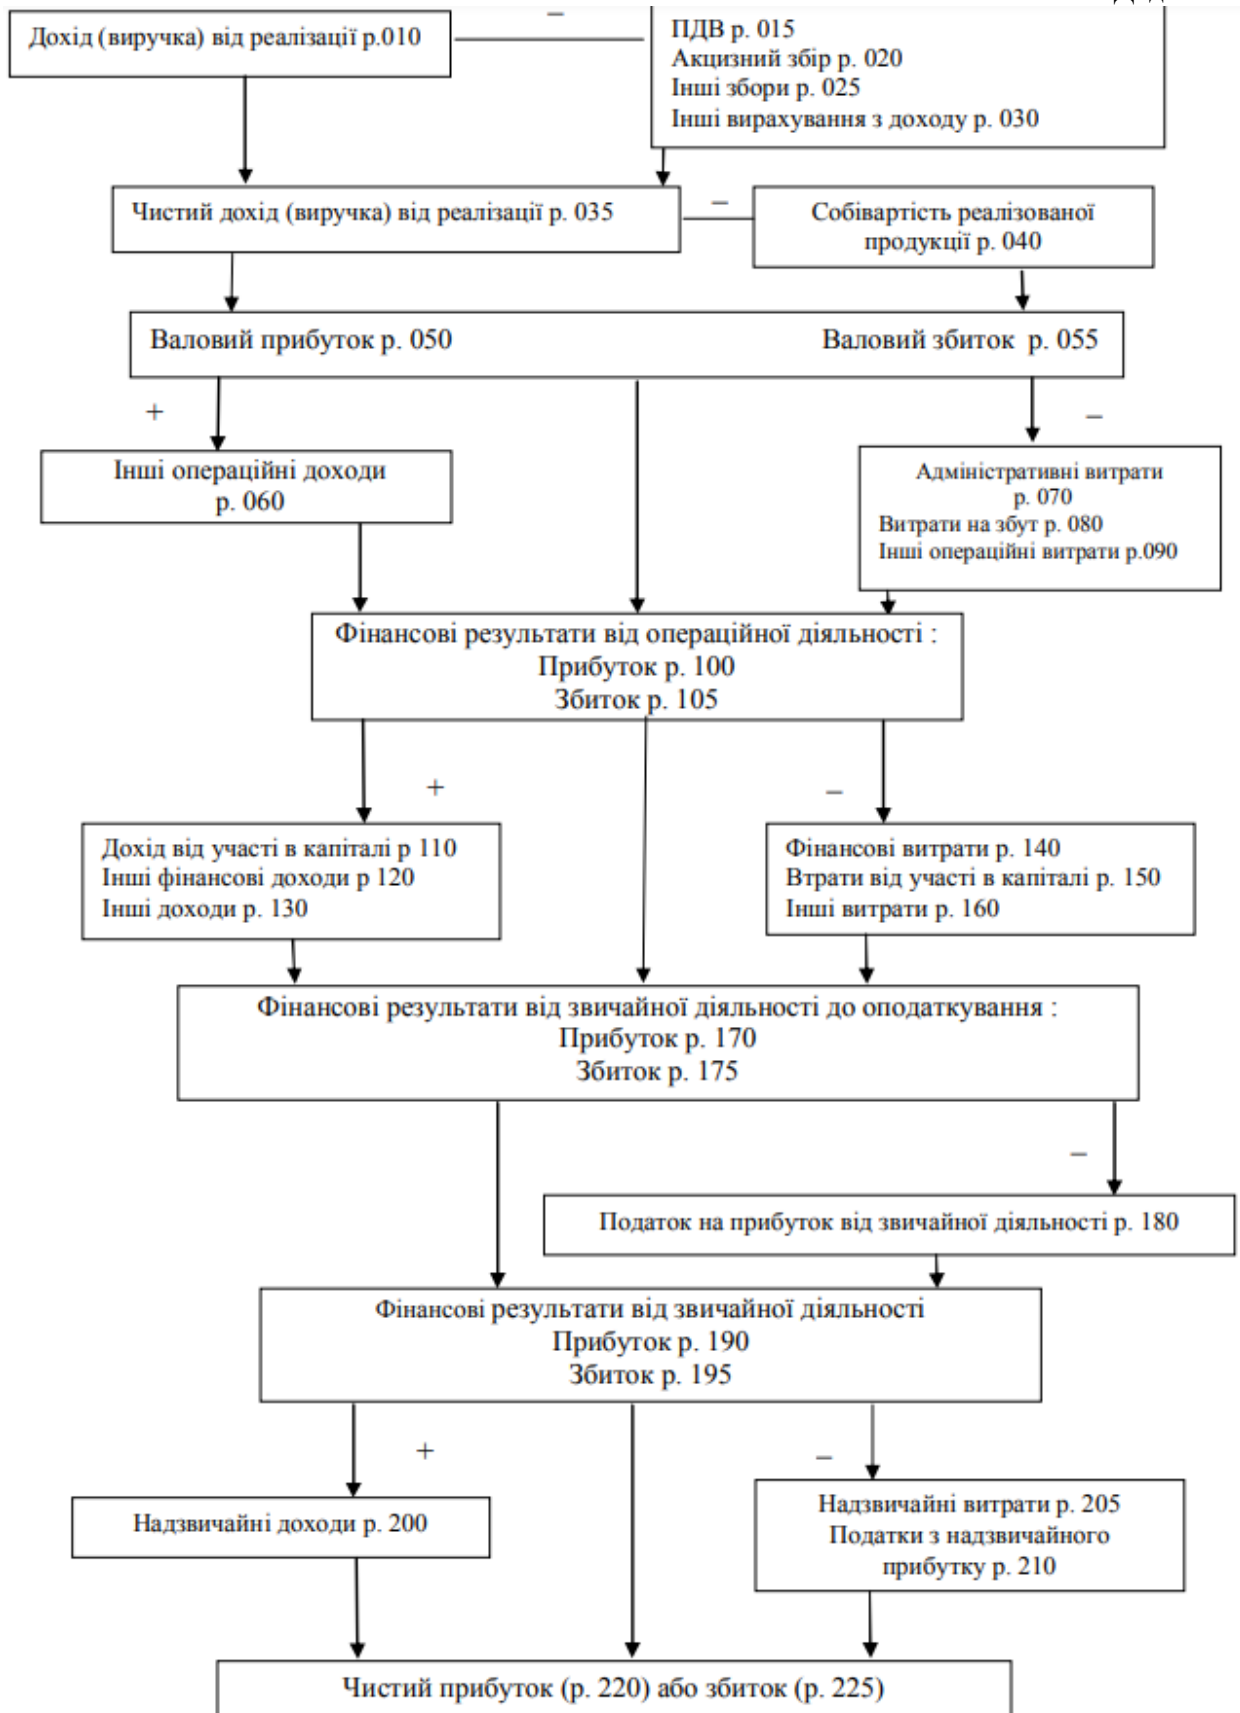 Дохід (виручка) від реалізації р.010
–
ПДВ р. 015
Акцизний збір р. 020
Інші збори р. 025
Інші вирахування з доходу р. 030
Чистий дохід (виручка) від реалізації р. 035
–
Собівартість реалізованої
продукції р. 040
Валовий прибуток р. 050
Валовий збиток р. 055
+
–
Інші операційні доходи
р. 060
Адміністративні витрати
р. 070
Витрати на збут р. 080
Інші операційні витрати р.090
Фінансові результати від операційної діяльності :
Прибуток р. 100
Збиток р. 105
+
–
Дохід від участі в капіталі р 110
Інші фінансові доходи р 120
Інші доходи р. 130
Фінансові витрати р. 140
Втрати від участі в капіталі р. 150
Інші витрати р. 160
Фінансові результати від звичайної діяльності до оподаткування :
Прибуток р. 170
Збиток р. 175
–
Податок на прибуток від звичайної діяльності р. 180
Фінансові результати від звичайної діяльності
Прибуток р. 190
Збиток р. 195
+
–
Надзвичайні доходи р. 200
Надзвичайні витрати р. 205
Податки з надзвичайного
прибутку р. 210
Чистий прибуток (р. 220) або збиток (р. 225)